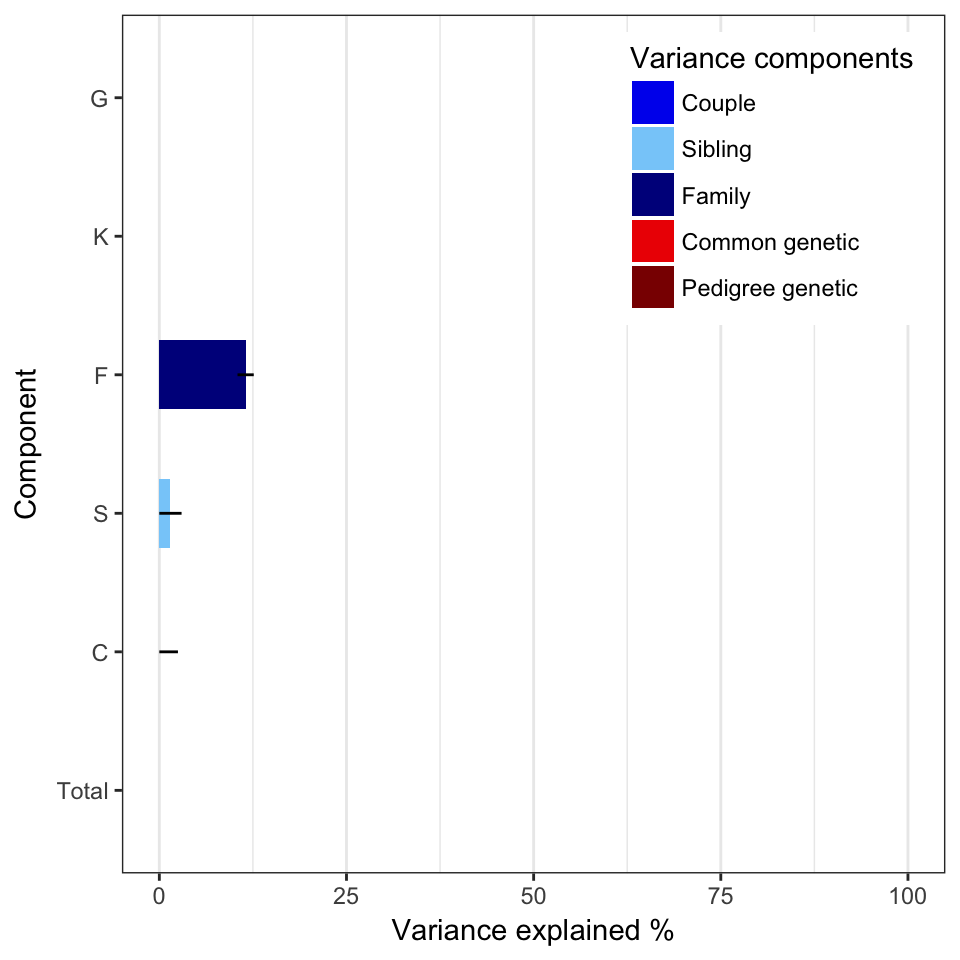 Variance components
Couple
Sibling
Family
Common genetic
Pedigree genetic
Component
G
K
F
S
C
Total
0 25 50 75 100
Variance explained %